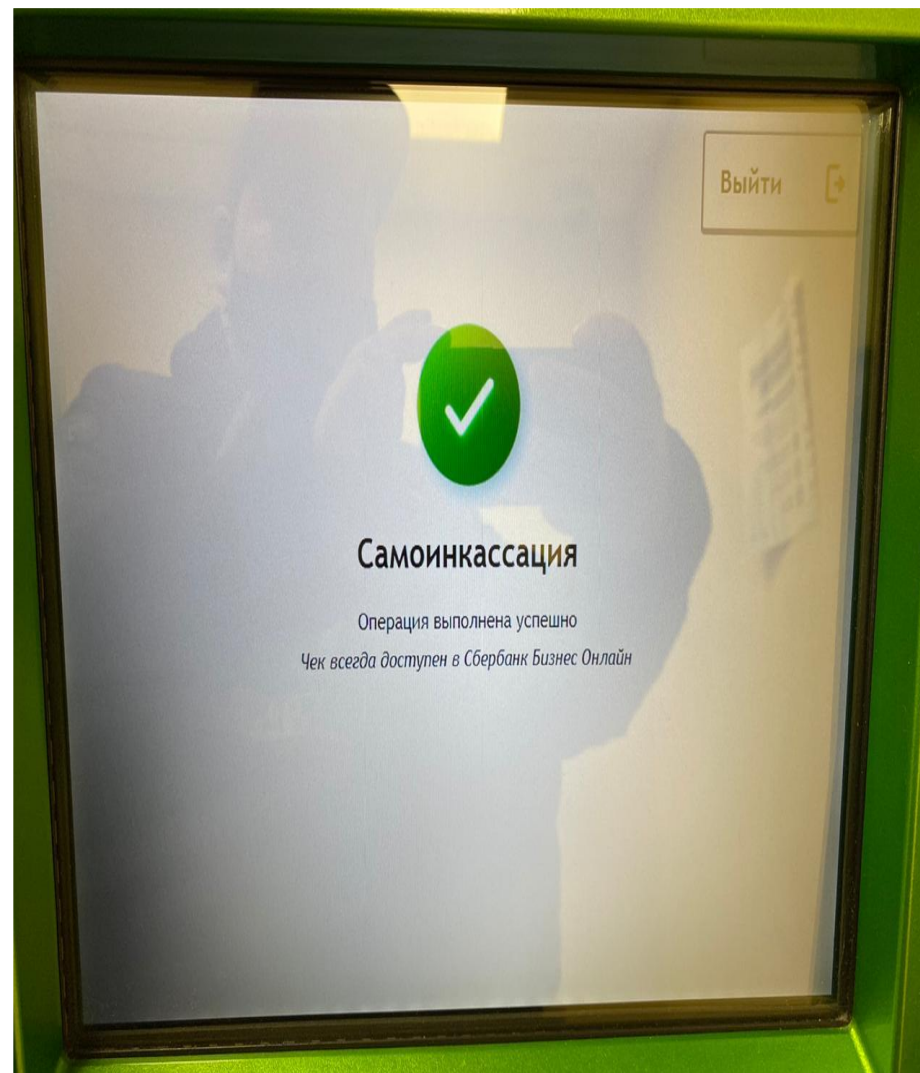 Выйти
Самоинкассация
Операция выполнена успешно
Чек всегда доступен в Сбербанк Бизнес Онлайн